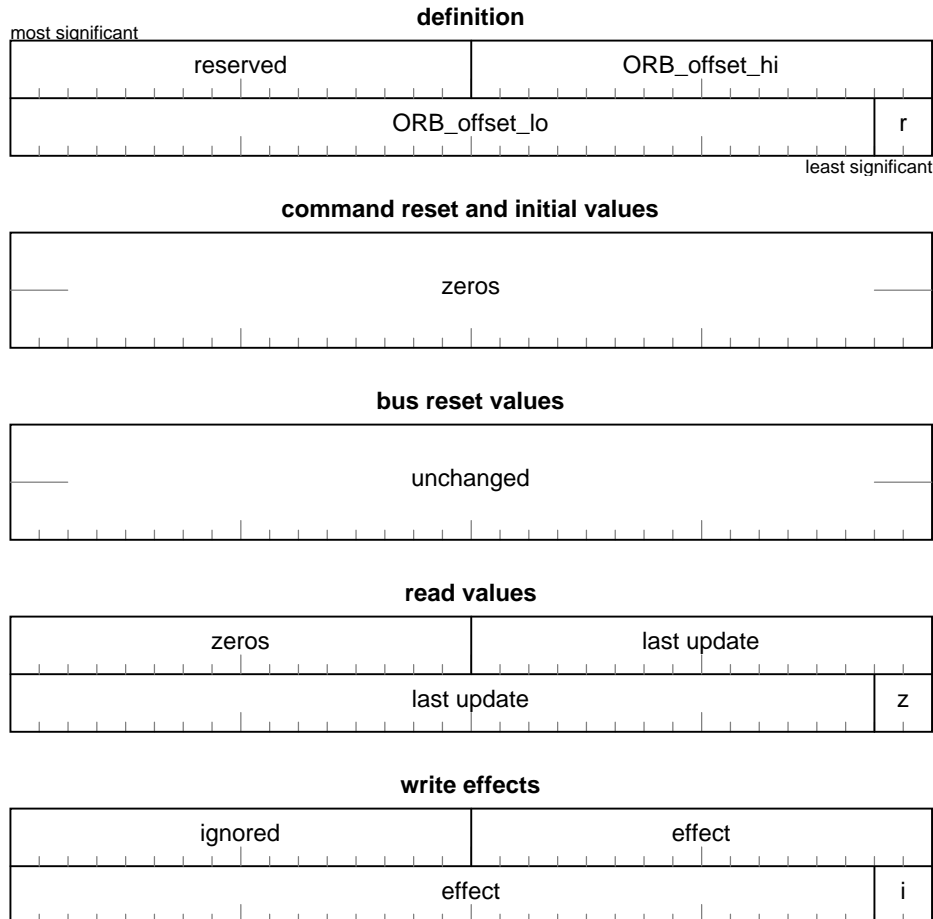 definition
most significant
reserved ORB_offset_hi
ORB_offset_lo r
least significant
command reset and initial values
zeros
bus reset values
unchanged
read values
zeros last update
last update z
write effects
ignored effect
effect i